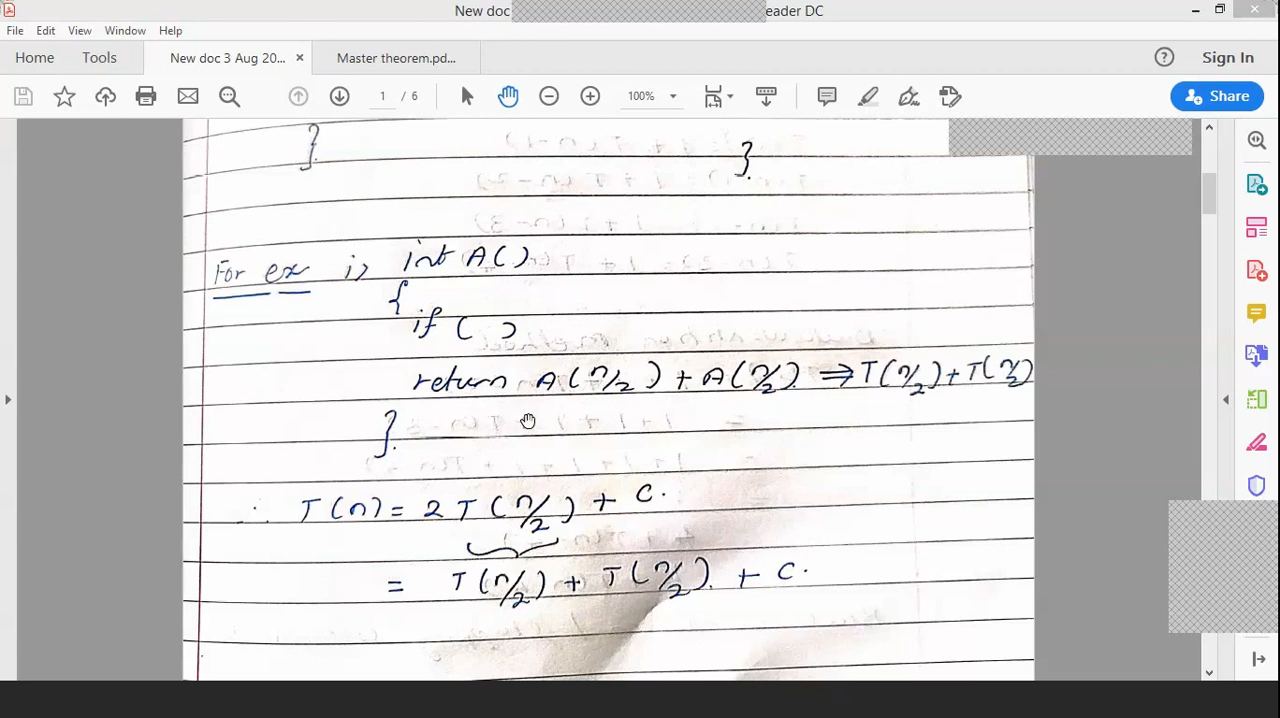 New doc eader DC
File Edit View Window Help
Home Tools New doc 3 Aug 20... × Master theorem.pd...
Sign In
1 / 6 100% Share
}
}
For ex i> int A( )
{
if ( )
return A(n/2) + A(n/2) ⇒ T(n/2) + T(n/2)
}.
∴ T(n) = 2 T(n/2) + C.
= T(n/2) + T(n/2). + C.